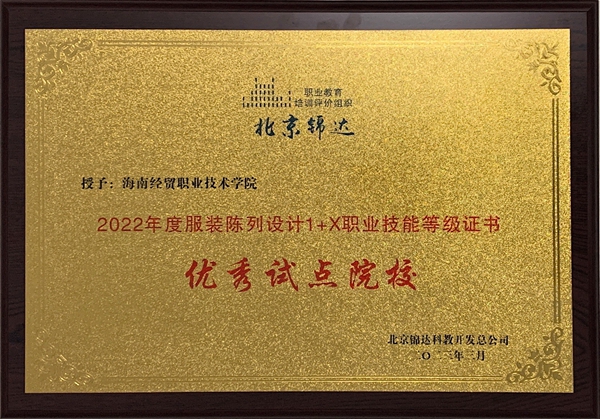 职业教育
培训评价组织
北京锦达
授予：海南经贸职业技术学院
2022年度服装陈列设计1+X职业技能等级证书
优秀试点院校
北京锦达科教开发总公司
二〇二三年三月